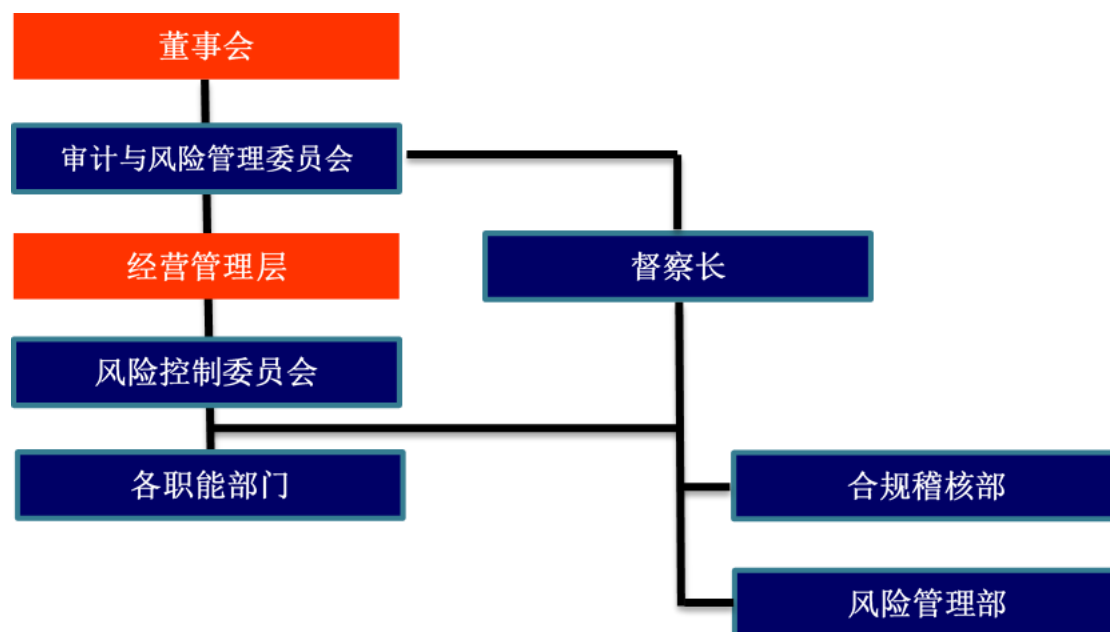 董事会
审计与风险管理委员会
经营管理层
督察长
风险控制委员会
各职能部门
合规稽核部
风险管理部